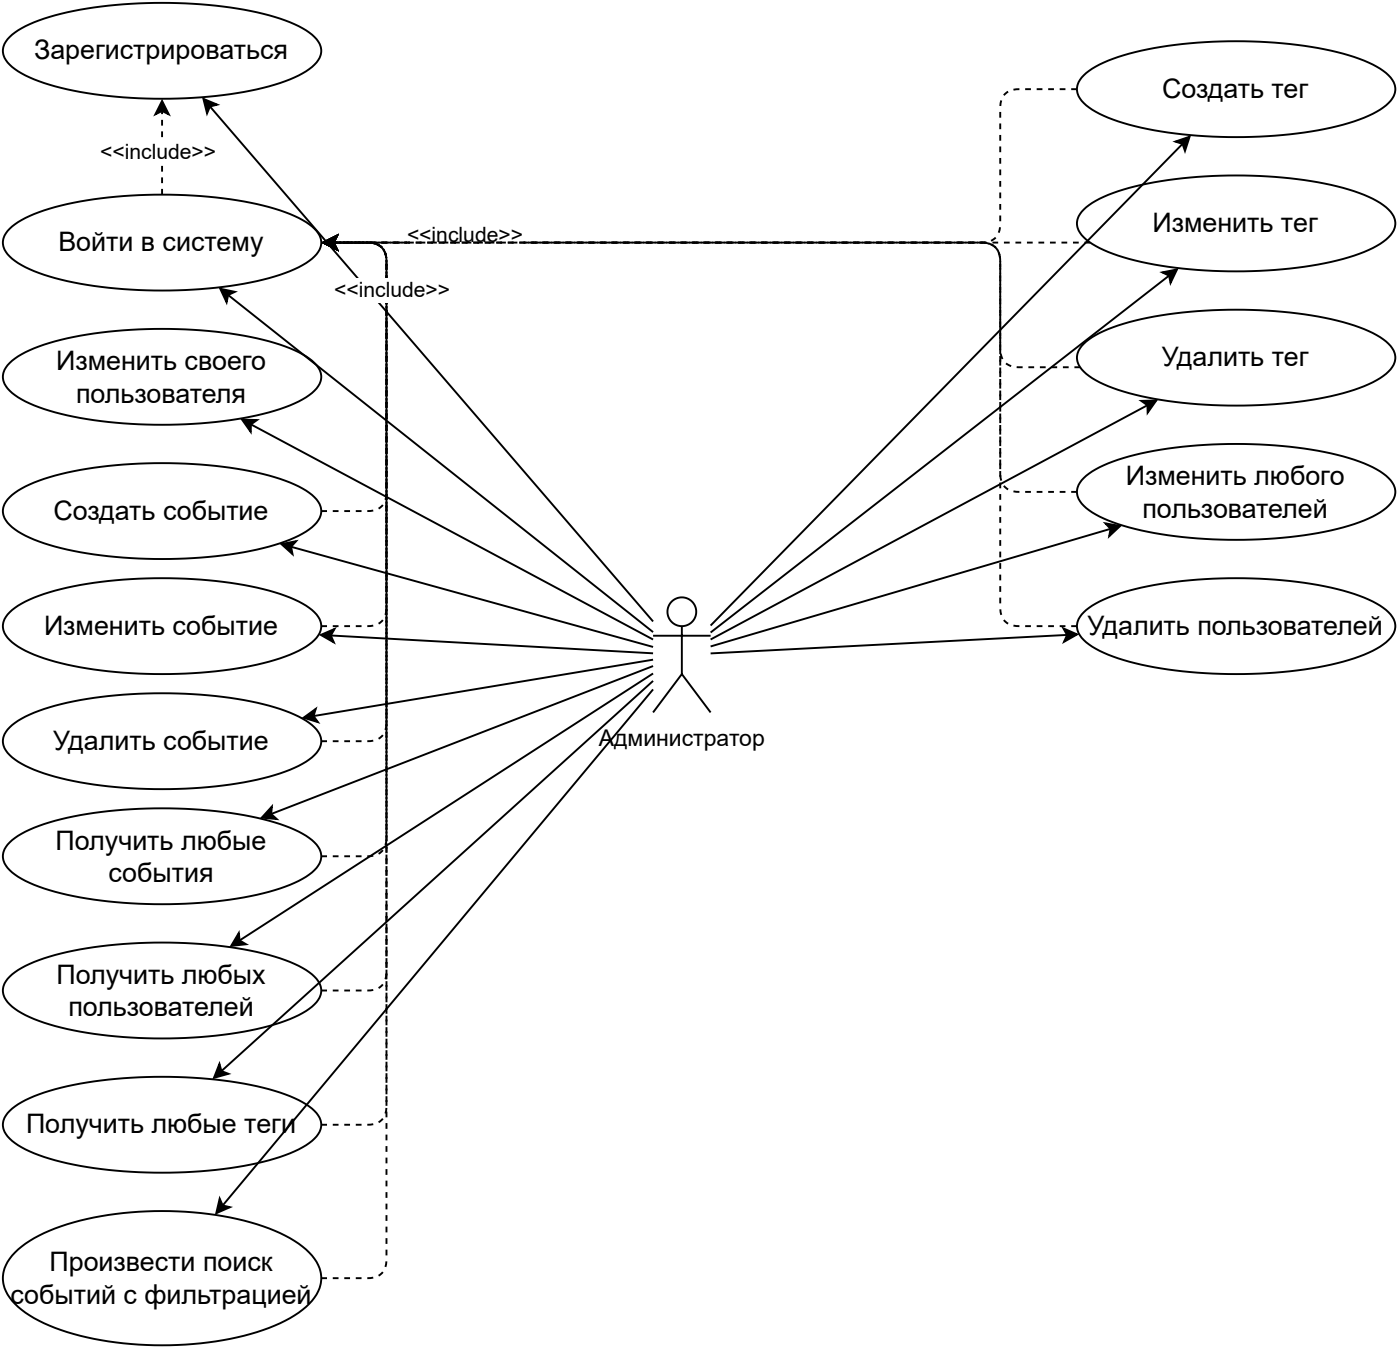 Зарегистрироваться
<<include>>
Войти в систему
<<include>>
<<include>>
Изменить своего
пользователя
Создать событие
Изменить событие
Удалить событие
Получить любые
события
Получить любых
пользователей
Получить любые теги
Произвести поиск
событий с фильтрацией
Администратор
Создать тег
Изменить тег
Удалить тег
Изменить любого
пользователей
Удалить пользователей